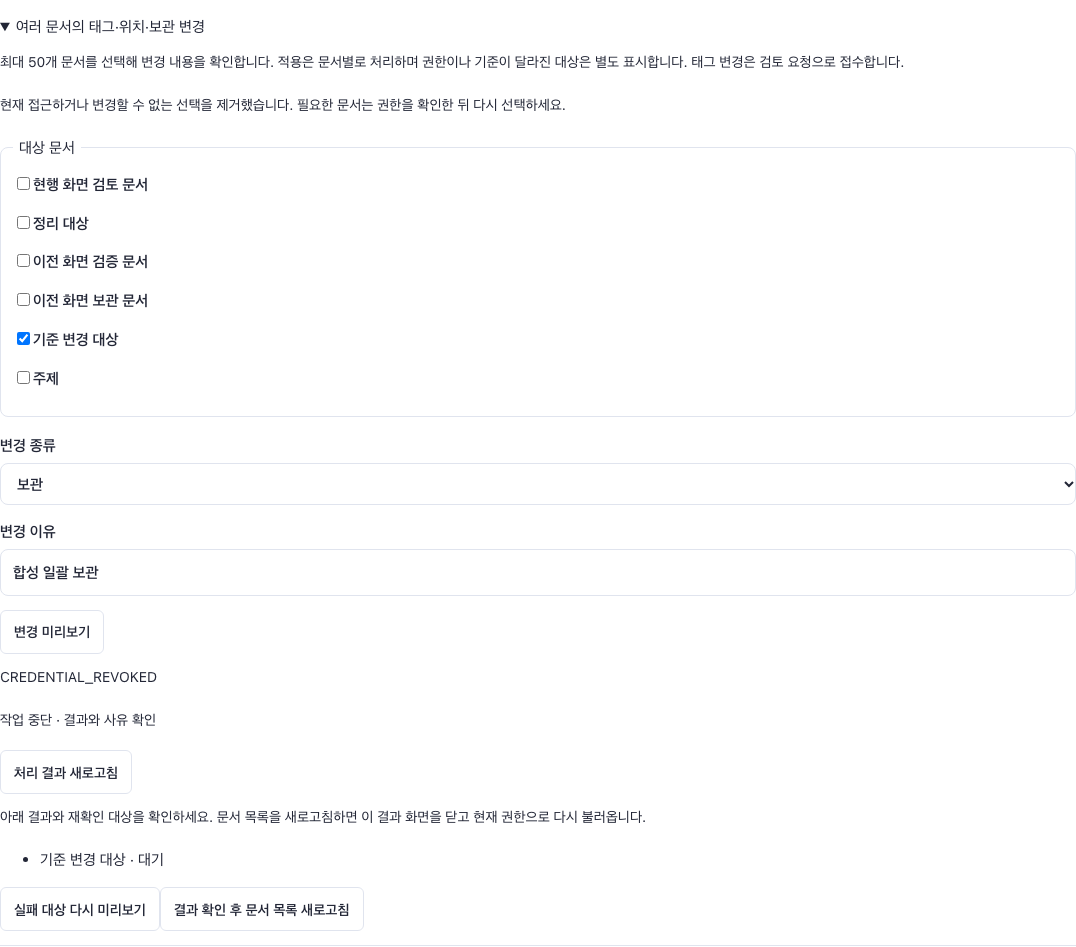 ▼ 여러 문서의 태그·위치·보관 변경
최대 50개 문서를 선택해 변경 내용을 확인합니다. 적용은 문서별로 처리하며 권한이나 기준이 달라진 대상은 별도 표시합니다. 태그 변경은 검토 요청으로 접수합니다.
현재 접근하거나 변경할 수 없는 선택을 제거했습니다. 필요한 문서는 권한을 확인한 뒤 다시 선택하세요.
대상 문서
현행 화면 검토 문서
정리 대상
이전 화면 검증 문서
이전 화면 보관 문서
기준 변경 대상
주제
변경 종류
보관
변경 이유
합성 일괄 보관
변경 미리보기
CREDENTIAL_REVOKED
작업 중단 · 결과와 사유 확인
처리 결과 새로고침
아래 결과와 재확인 대상을 확인하세요. 문서 목록을 새로고침하면 이 결과 화면을 닫고 현재 권한으로 다시 불러옵니다.
• 기준 변경 대상 · 대기
실패 대상 다시 미리보기 결과 확인 후 문서 목록 새로고침